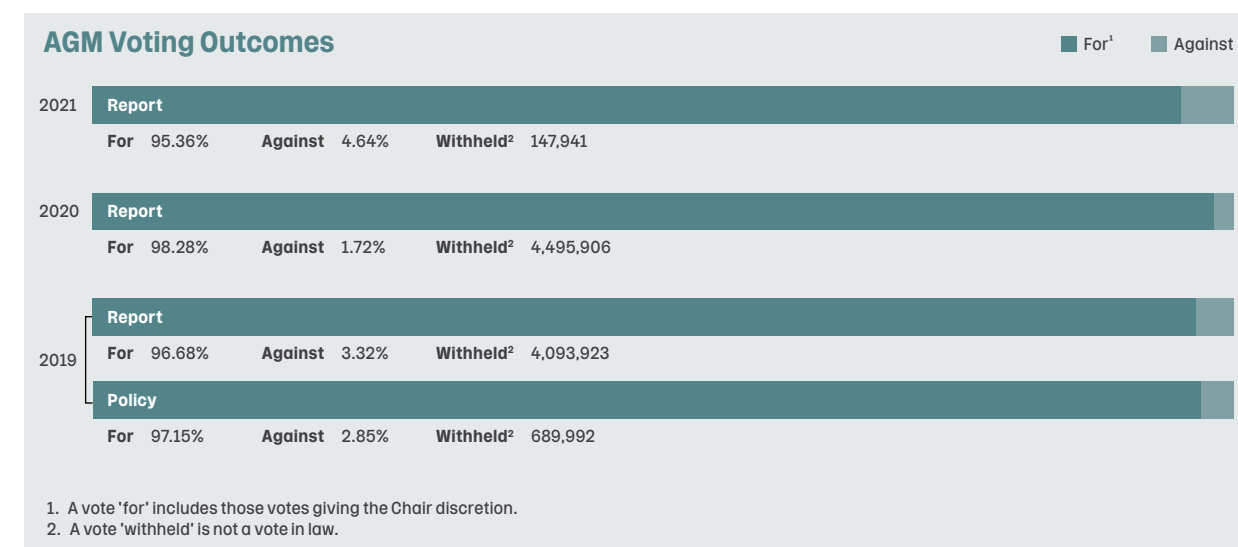 AGM Voting Outcomes
For¹ Against
2021 Report
For 95.36% Against 4.64% Withheld² 147,941
2020 Report
For 98.28% Against 1.72% Withheld² 4,495,906
Report
2019
For 96.68% Against 3.32% Withheld² 4,093,923
Policy
For 97.15% Against 2.85% Withheld² 689,992
1. A vote 'for' includes those votes giving the Chair discretion.
2. A vote 'withheld' is not a vote in law.